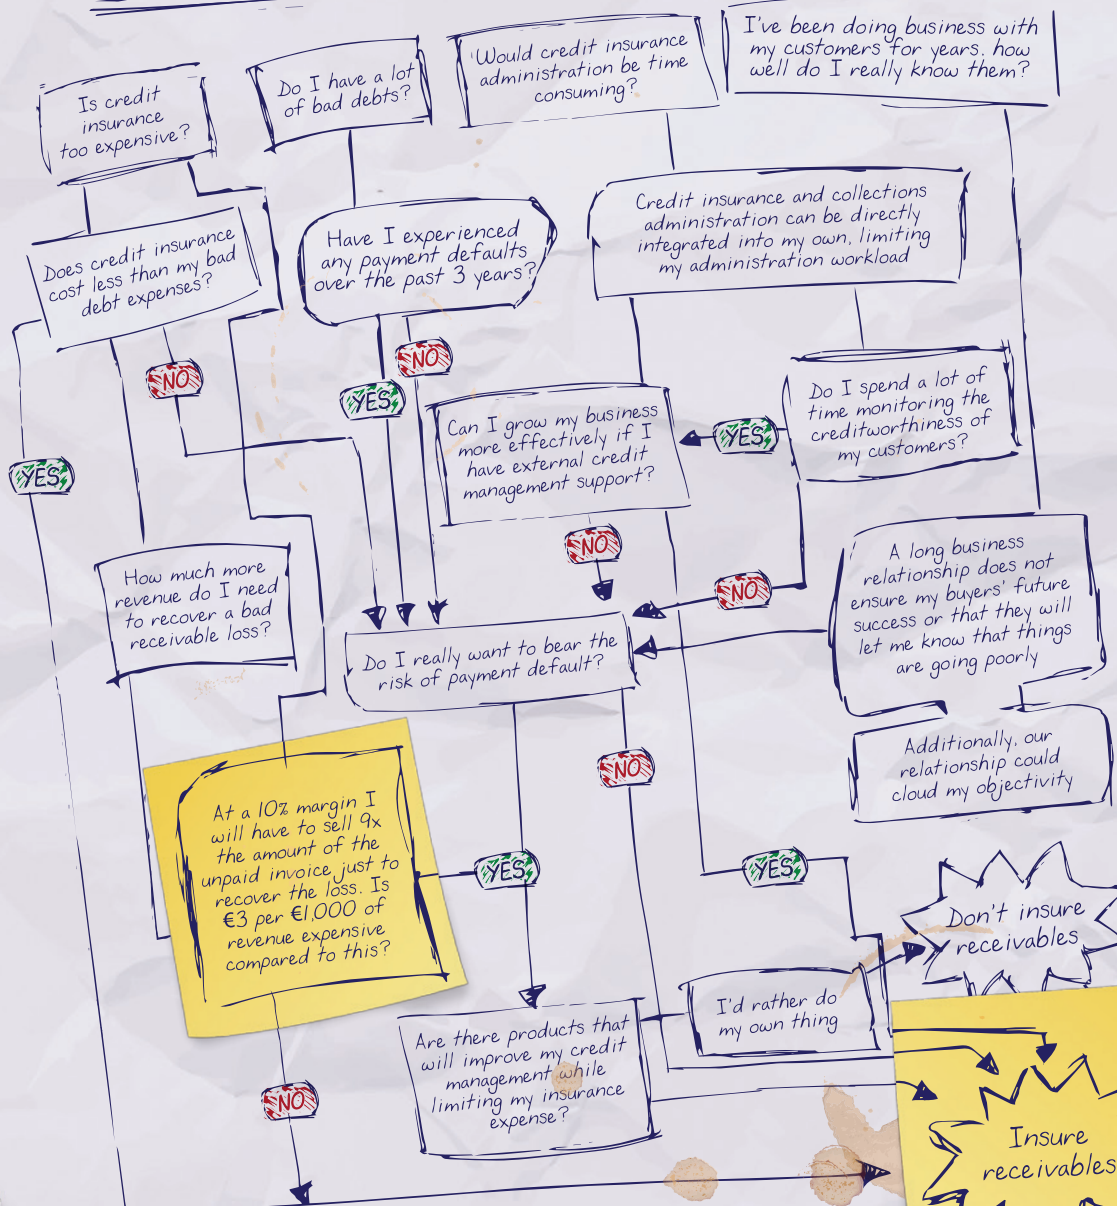 Is credit
insurance
too expensive?
Do I have a lot
of bad debts?
'Would credit insurance
administration be time
consuming?
I've been doing business with
my customers for years. how
well do I really know them?
Does credit insurance
cost less than my bad
debt expenses?
Have I experienced
any payment defaults
over the past 3 years?
Credit insurance and collections
administration can be directly
integrated into my own, limiting
my administration workload
NO
NO
YES
Can I grow my business
more effectively if I
have external credit
management support?
YES
Do I spend a lot of
time monitoring the
creditworthiness of
my customers?
YES
How much more
revenue do I need
to recover a bad
receivable loss?
NO
NO
A long business
relationship does not
ensure my buyers' future
success or that they will
let me know that things
are going poorly
Do I really want to bear the
risk of payment default?
Additionally, our
relationship could
cloud my objectivity
NO
At a 10% margin I
will have to sell 9x
the amount of the
unpaid invoice just to
recover the loss. Is
€3 per €1,000 of
revenue expensive
compared to this?
YES
YES
Don't insure
receivables
I'd rather do
my own thing
Are there products that
will improve my credit
management while
limiting my insurance
expense?
NO
Insure
receivables